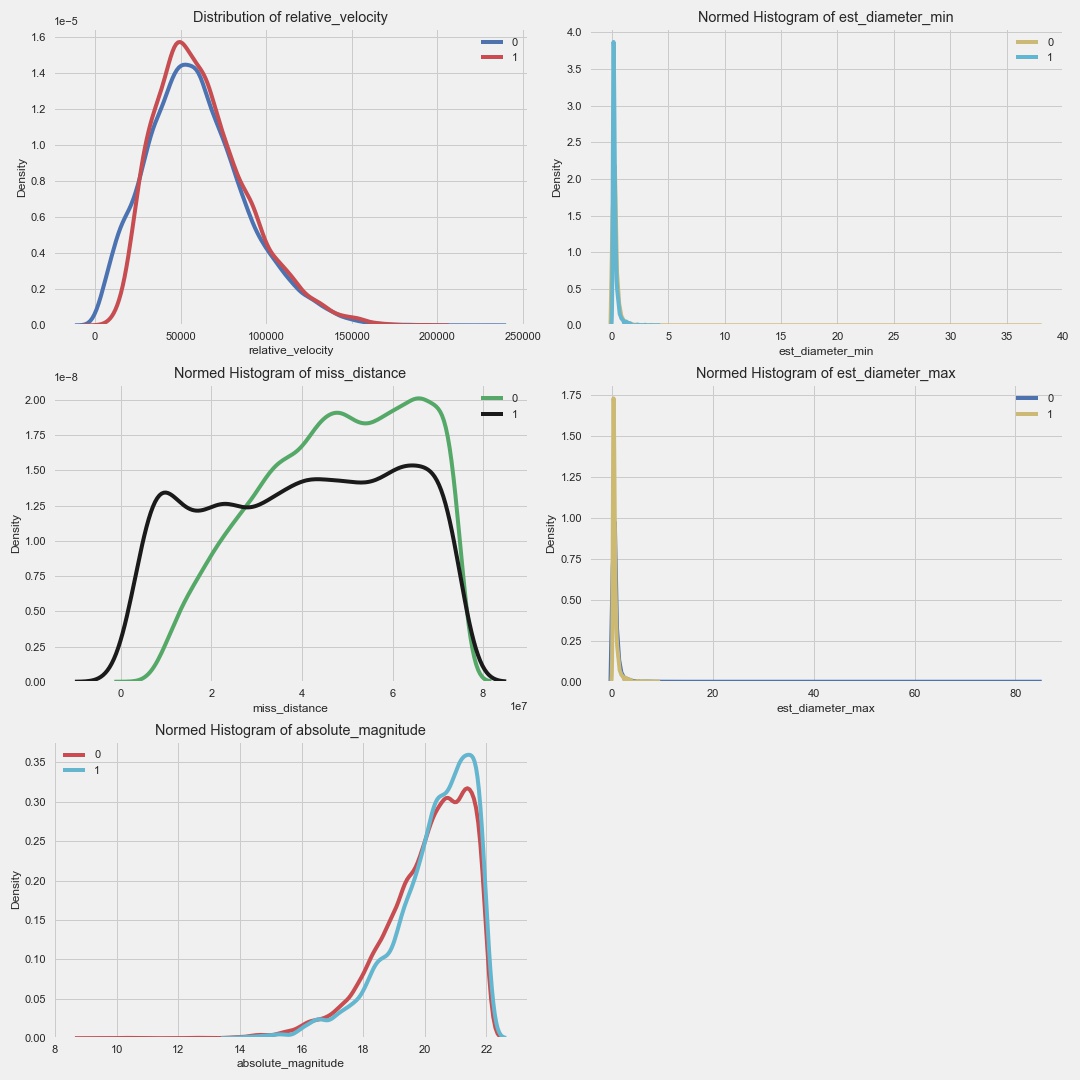 Distribution of relative_velocity
1e−5
Density
1.6
1.4
1.2
1.0
0.8
0.6
0.4
0.2
0.0
0
1
0 50000 100000 150000 200000 250000
relative_velocity
Normed Histogram of est_diameter_min
Density
4.0
3.5
3.0
2.5
2.0
1.5
1.0
0.5
0.0
0
1
0 5 10 15 20 25 30 35 40
est_diameter_min
Normed Histogram of miss_distance
1e−8
Density
2.00
1.75
1.50
1.25
1.00
0.75
0.50
0.25
0.00
0
1
0 2 4 6 8
1e7
miss_distance
Normed Histogram of est_diameter_max
Density
1.75
1.50
1.25
1.00
0.75
0.50
0.25
0.00
0
1
0 20 40 60 80
est_diameter_max
Normed Histogram of absolute_magnitude
Density
0.35
0.30
0.25
0.20
0.15
0.10
0.05
0.00
0
1
8 10 12 14 16 18 20 22
absolute_magnitude